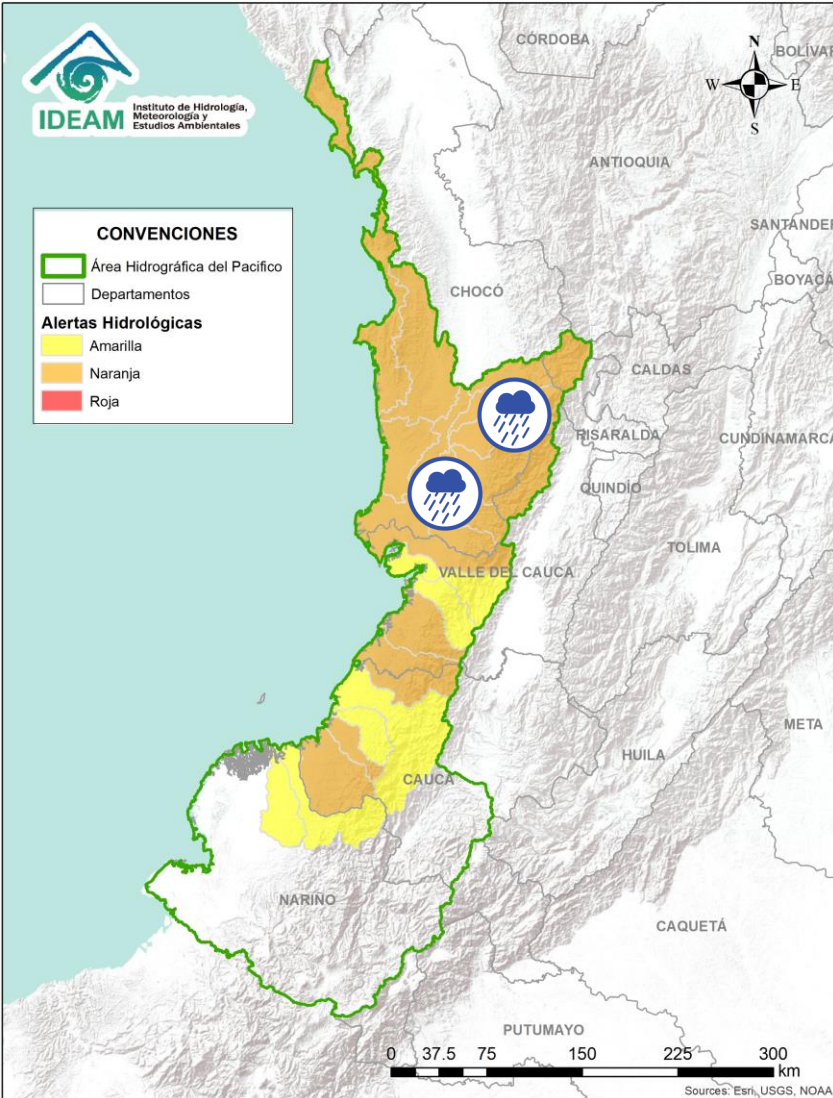 IDEAM
Instituto de Hidrología,
Meteorología y
Estudios Ambientales
CÓRDOBA
BOLÍVAR
N
W
E
S
ANTIOQUIA
SANTANDER
BOYACÁ
CONVENCIONES
Área Hidrográfica del Pacifico
Departamentos
Alertas Hidrológicas
Amarilla
Naranja
Roja
CHOCÓ
CALDAS
RISARALDA
CUNDINAMARCA
QUINDÍO
TOLIMA
VALLE DEL CAUCA
META
HUILA
CAUCA
NARIÑO
CAQUETÁ
PUTUMAYO
0 37.5 75 150 225 300
km
Sources: Esri, USGS, NOAA